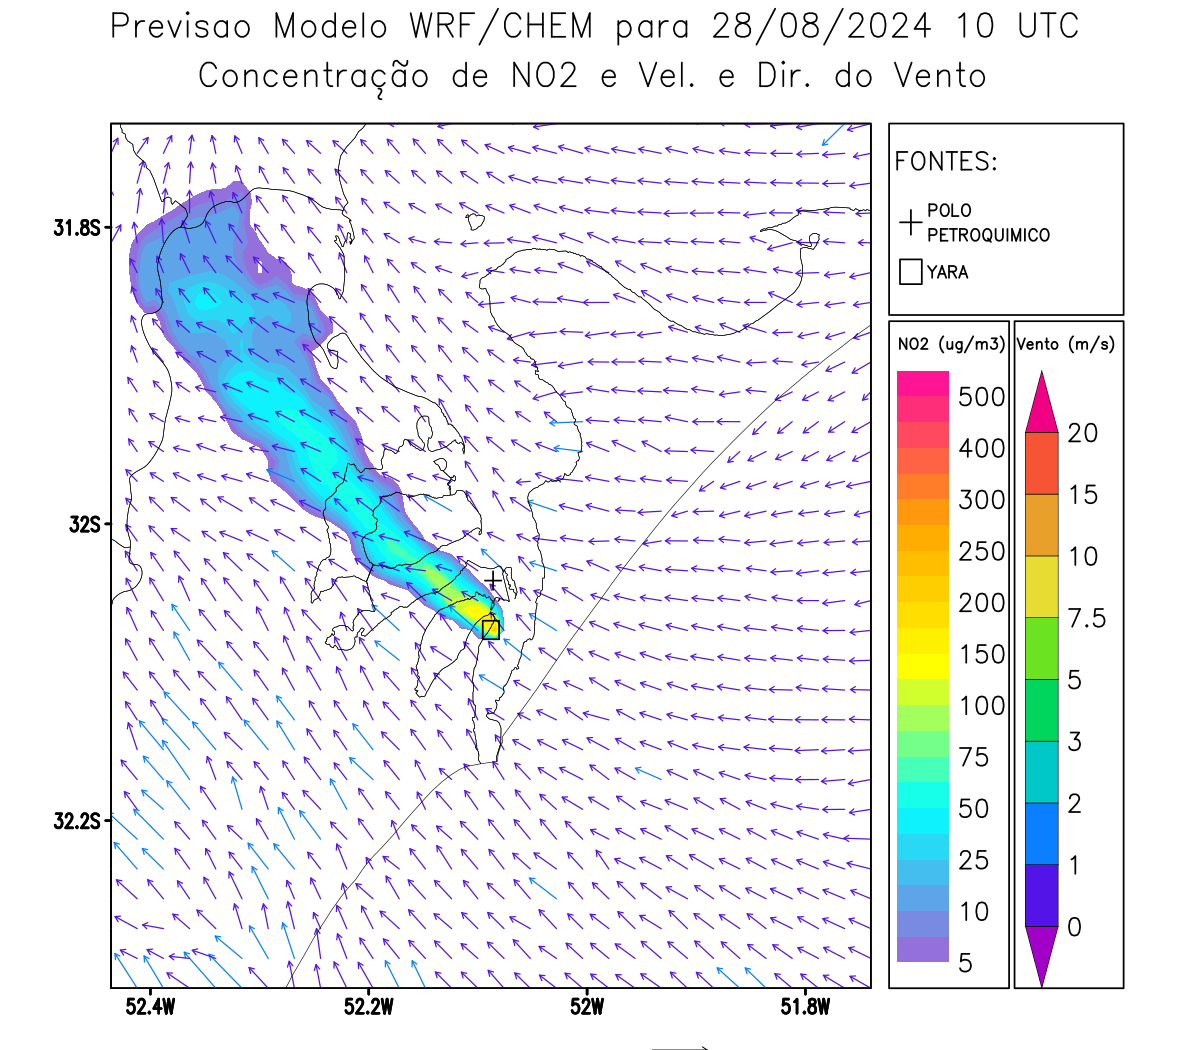 Previsao Modelo WRF/CHEM para 28/08/2024 10 UTC
Concentração de NO2 e Vel. e Dir. do Vento
FONTES:
POLO
PETROQUIMICO
YARA
NO2 (ug/m3)
500
400
300
250
200
150
100
75
50
25
10
5
Vento (m/s)
20
15
10
7.5
5
3
2
1
0
31.8S
32S
32.2S
52.4W
52.2W
52W
51.8W